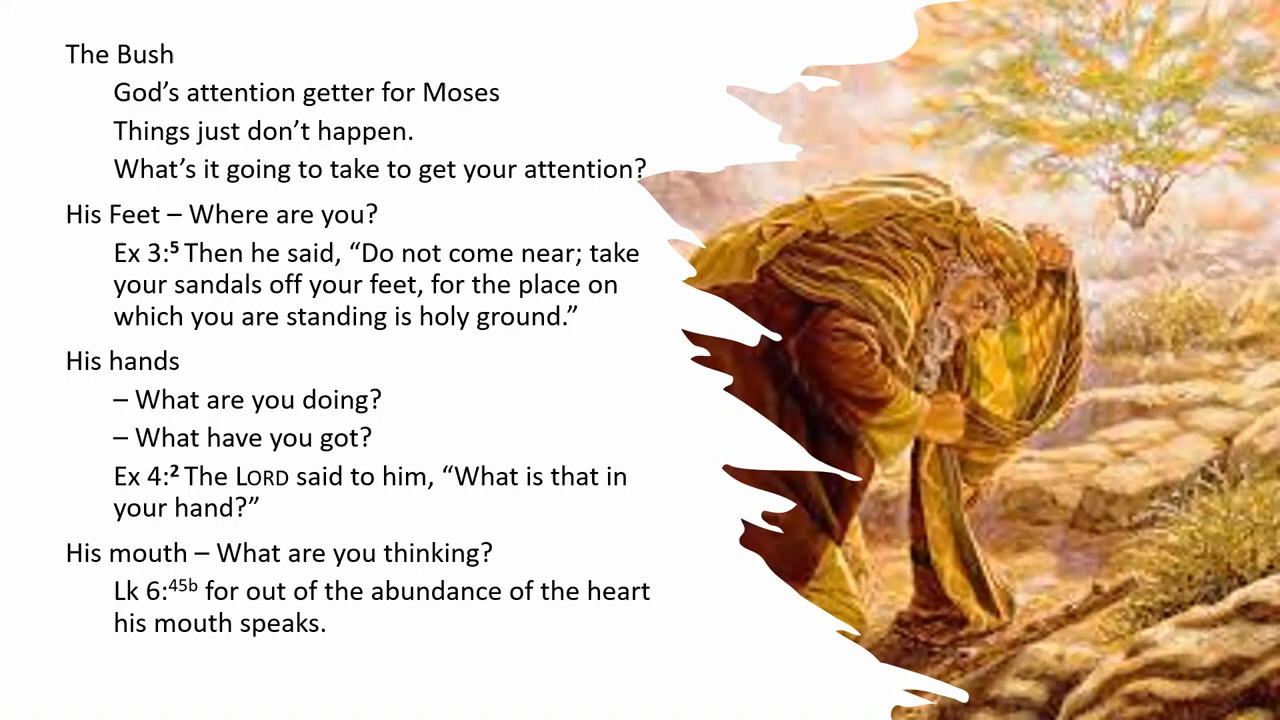 The Bush
God’s attention getter for Moses
Things just don’t happen.
What’s it going to take to get your attention?
His Feet – Where are you?
Ex 3:⁵ Then he said, “Do not come near; take
your sandals off your feet, for the place on
which you are standing is holy ground.”
His hands
– What are you doing?
– What have you got?
Ex 4:² The LORD said to him, “What is that in
your hand?”
His mouth – What are you thinking?
Lk 6:⁴⁵ᵇ for out of the abundance of the heart
his mouth speaks.